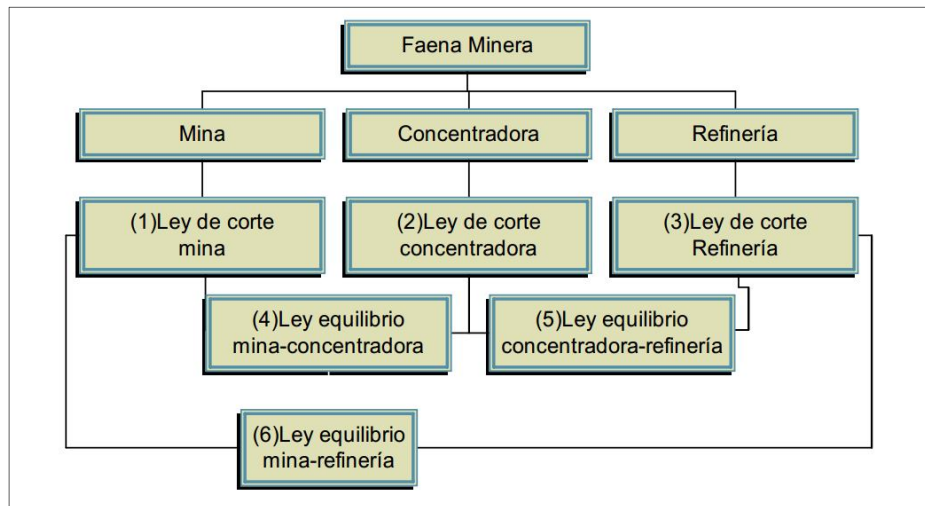 Faena Minera
Mina
Concentradora
Refinería
(1)Ley de corte
mina
(2)Ley de corte
concentradora
(3)Ley de corte
Refinería
(4)Ley equilibrio
mina-concentradora
(5)Ley equilibrio
concentradora-refinería
(6)Ley equilibrio
mina-refinería